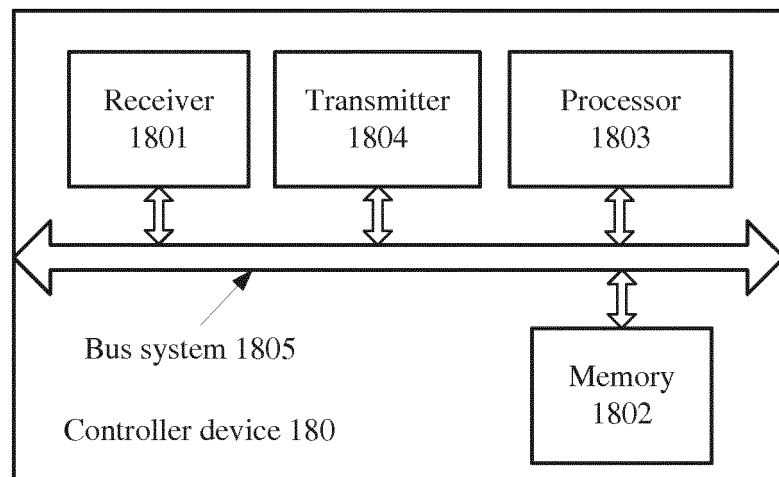 Receiver
1801
Transmitter
1804
Processor
1803
Bus system 1805
Memory
1802
Controller device 180